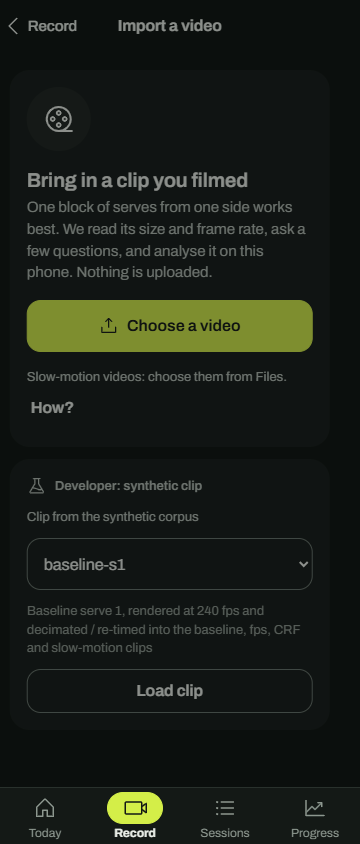 Record
Import a video
Bring in a clip you filmed
One block of serves from one side works
best. We read its size and frame rate, ask a
few questions, and analyse it on this
phone. Nothing is uploaded.
Choose a video
Slow-motion videos: choose them from Files.
How?
Developer: synthetic clip
Clip from the synthetic corpus
baseline-s1
Baseline serve 1, rendered at 240 fps and
decimated / re-timed into the baseline, fps, CRF
and slow-motion clips
Load clip
Today
Record
Sessions
Progress